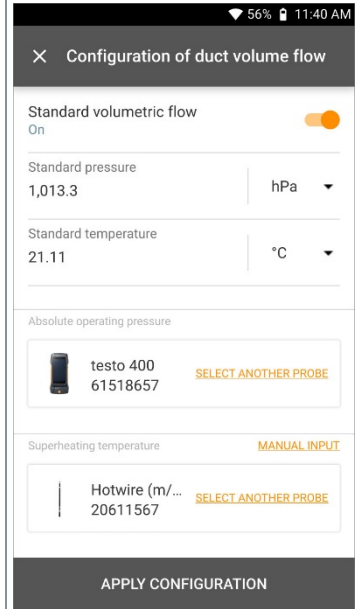 56% 11:40 AM
Configuration of duct volume flow
Standard volumetric flow
On
Standard pressure
1,013.3 hPa
Standard temperature
21.11 °C
Absolute operating pressure
testo 400
61518657
SELECT ANOTHER PROBE
Superheating temperature MANUAL INPUT
Hotwire (m/...
20611567
SELECT ANOTHER PROBE
APPLY CONFIGURATION